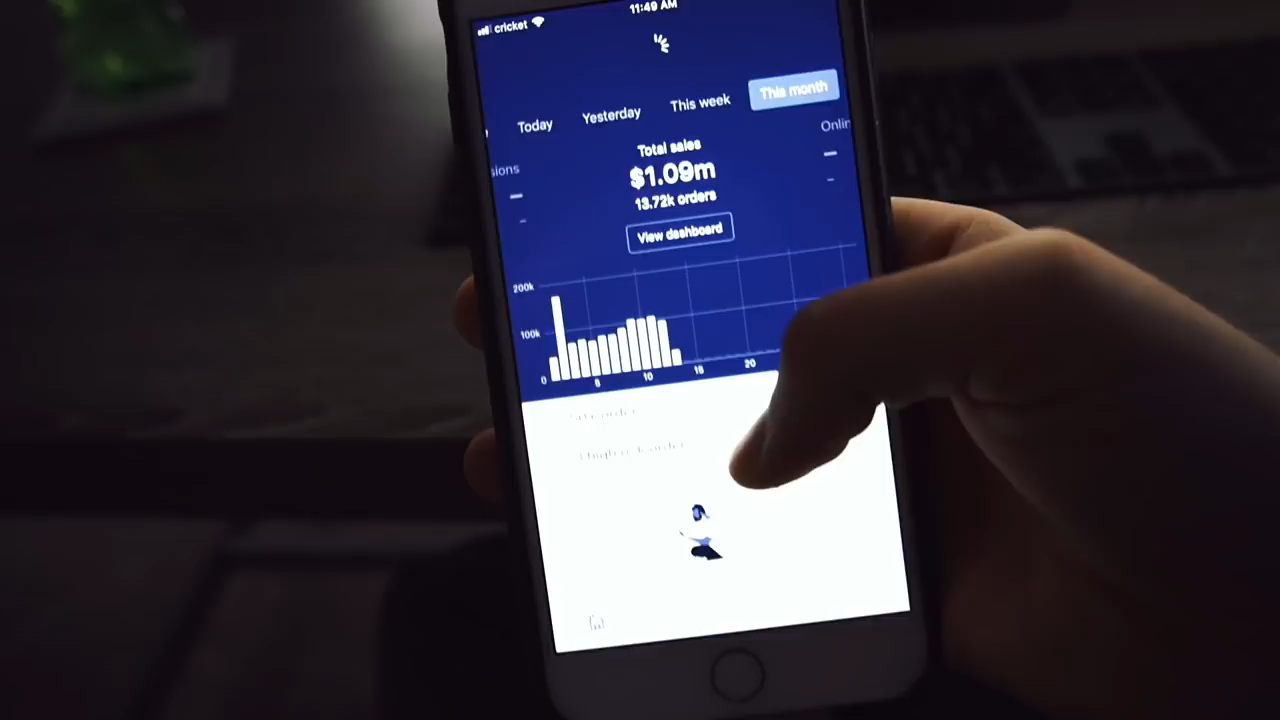 cricket 11:49 AM
Today Yesterday This week This month
sions Total sales Onlin
$1.09m
13.72k orders
View dashboard
200k
100k
0 5 10 15 20